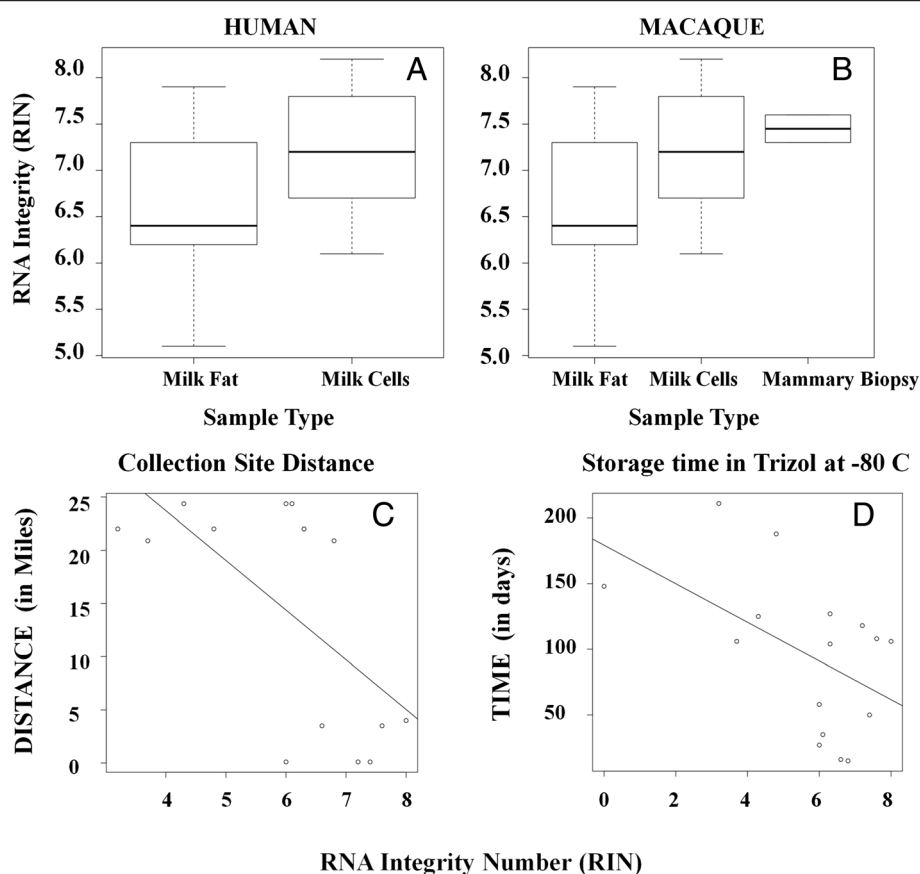 HUMAN
MACAQUE
A
B
RNA Integrity (RIN)
8.0
7.5
7.0
6.5
6.0
5.5
5.0
8.0
7.5
7.0
6.5
6.0
5.5
5.0
Milk Fat
Milk Cells
Milk Fat
Milk Cells
Mammary Biopsy
Sample Type
Sample Type
Collection Site Distance
Storage time in Trizol at -80 C
C
D
DISTANCE (in Miles)
25
20
15
10
5
0
TIME (in days)
200
150
100
50
4
5
6
7
8
0
2
4
6
8
RNA Integrity Number (RIN)